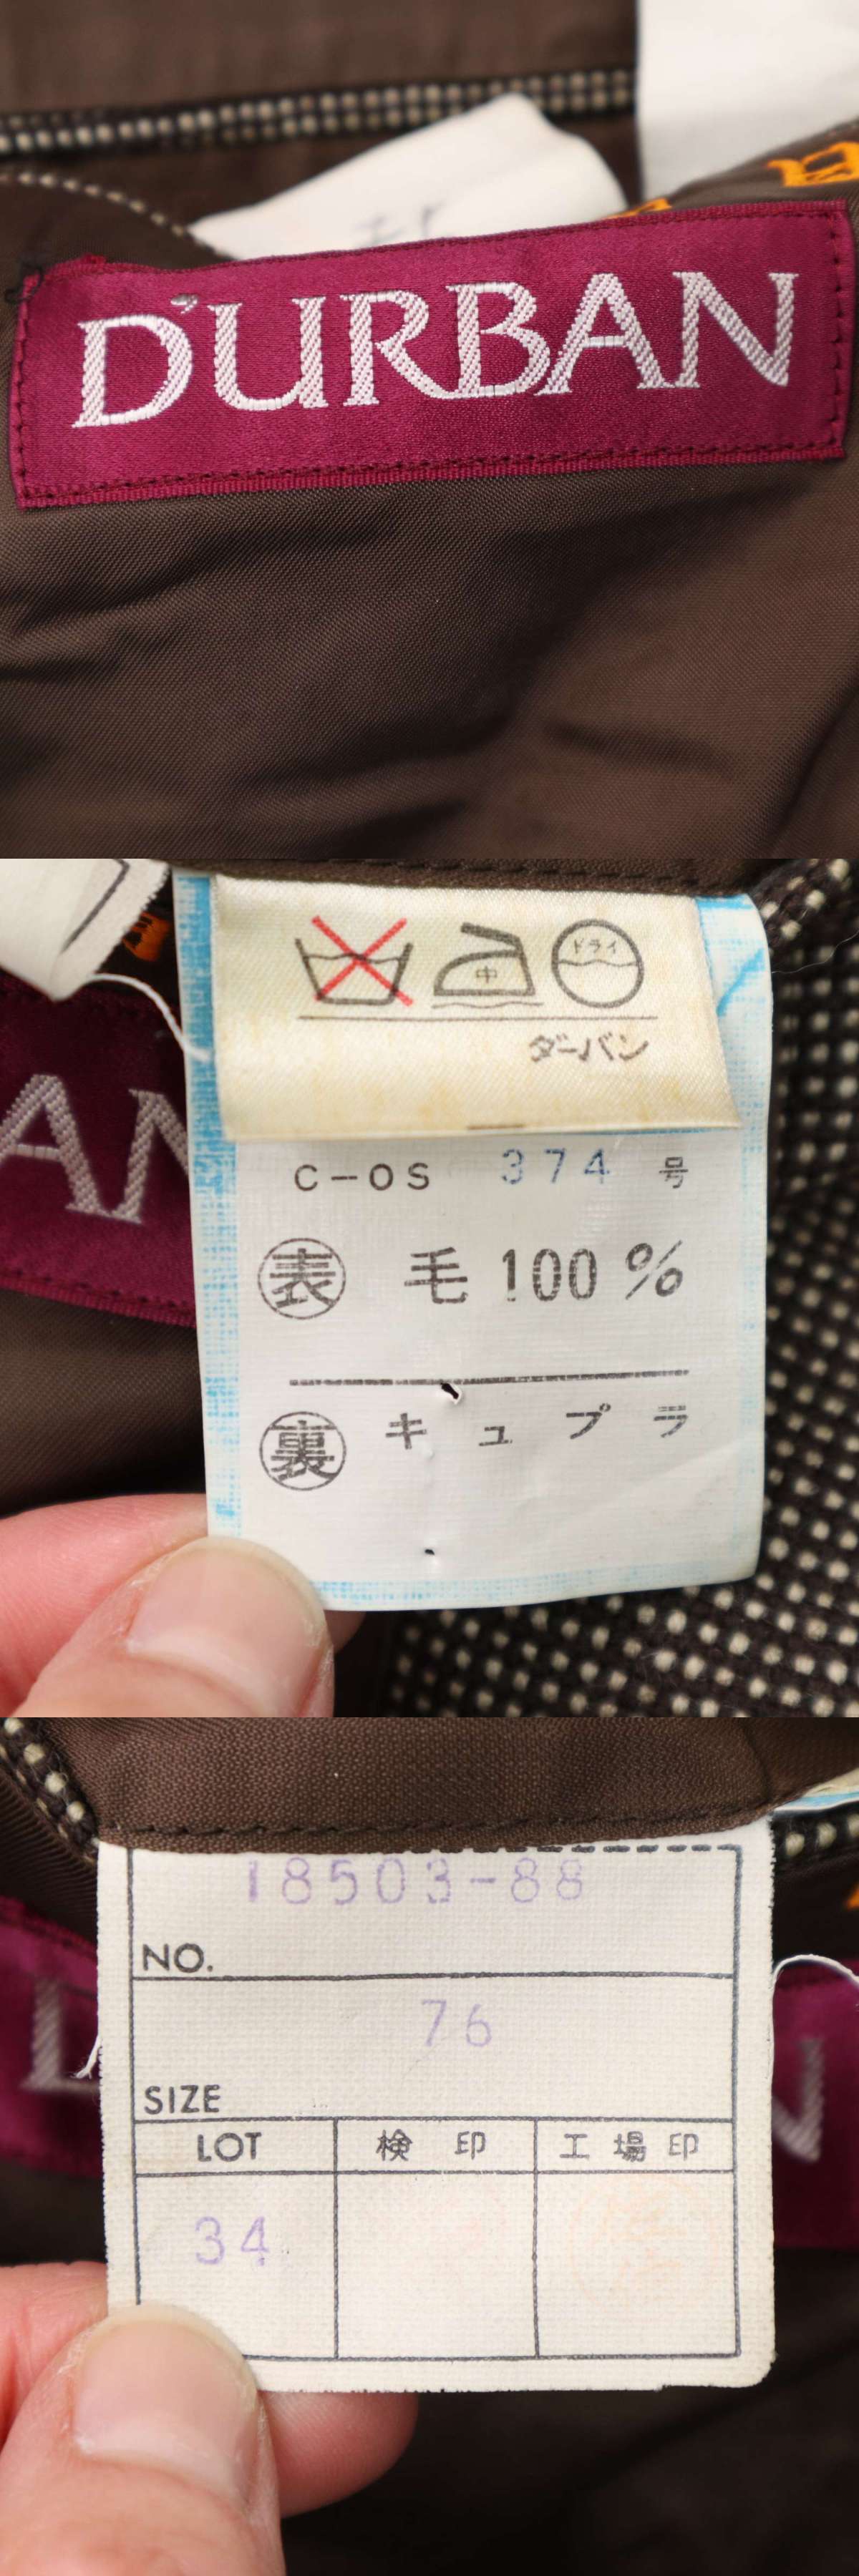 D'URBAN
中 ドライ
ダーバン
AN
C-OS 374 号
表 毛 100%
裏 キュプラ
18503-88
NO.
76
SIZE
LOT 検印 工場印
34